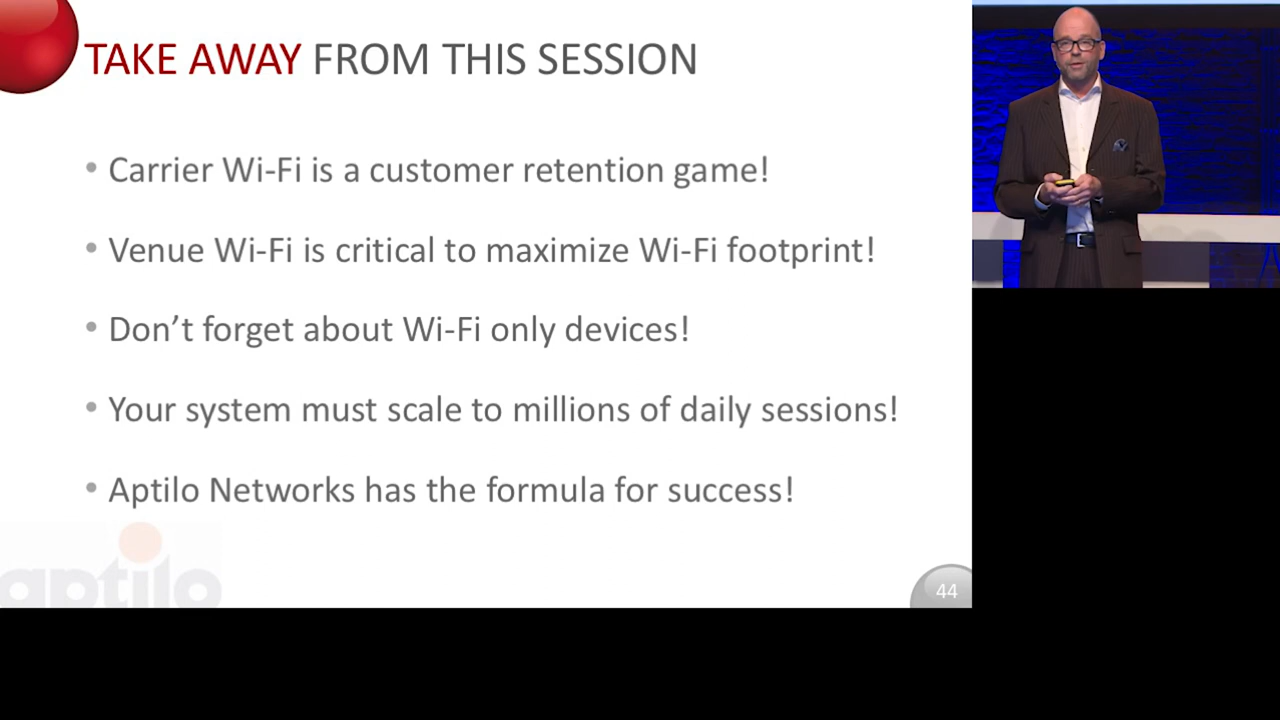 TAKE AWAY FROM THIS SESSION
• Carrier Wi-Fi is a customer retention game!
• Venue Wi-Fi is critical to maximize Wi-Fi footprint!
• Don’t forget about Wi-Fi only devices!
• Your system must scale to millions of daily sessions!
• Aptilo Networks has the formula for success!
aptilo
44